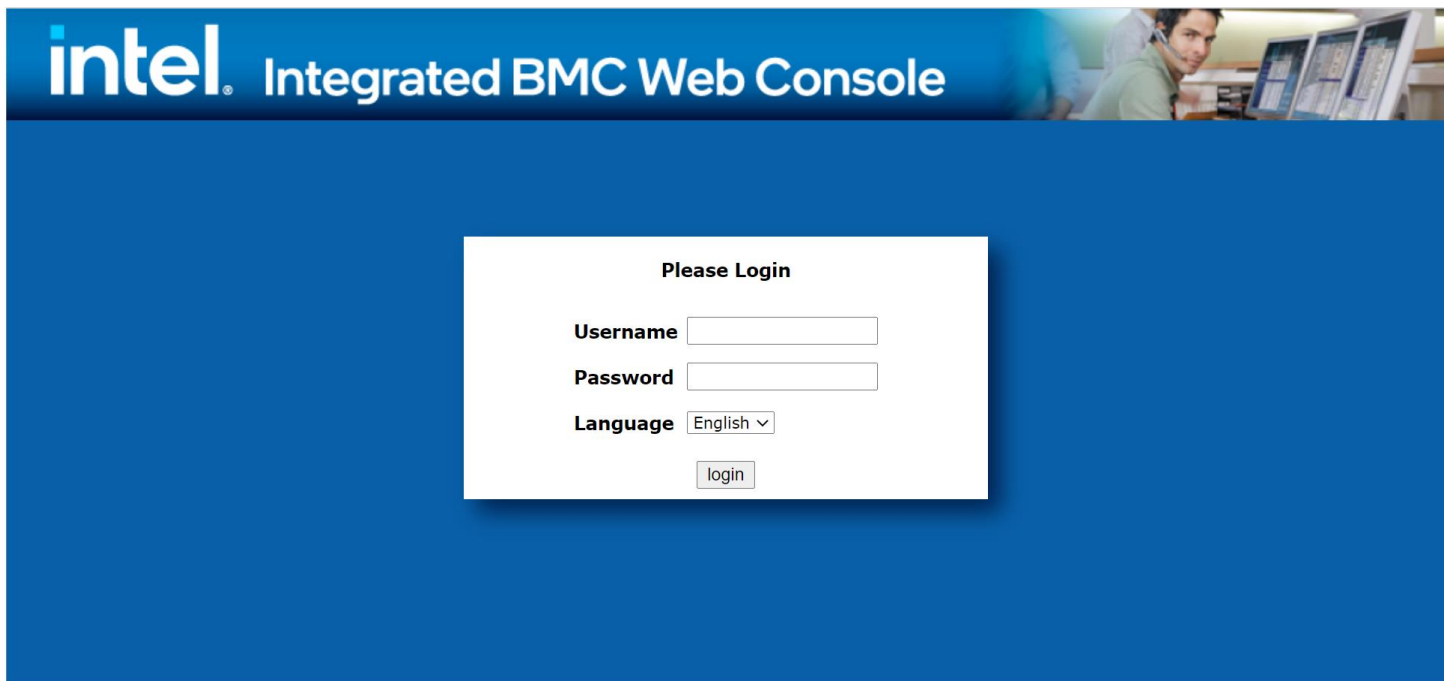 intel® Integrated BMC Web Console
Please Login
Username
Password
Language English
login